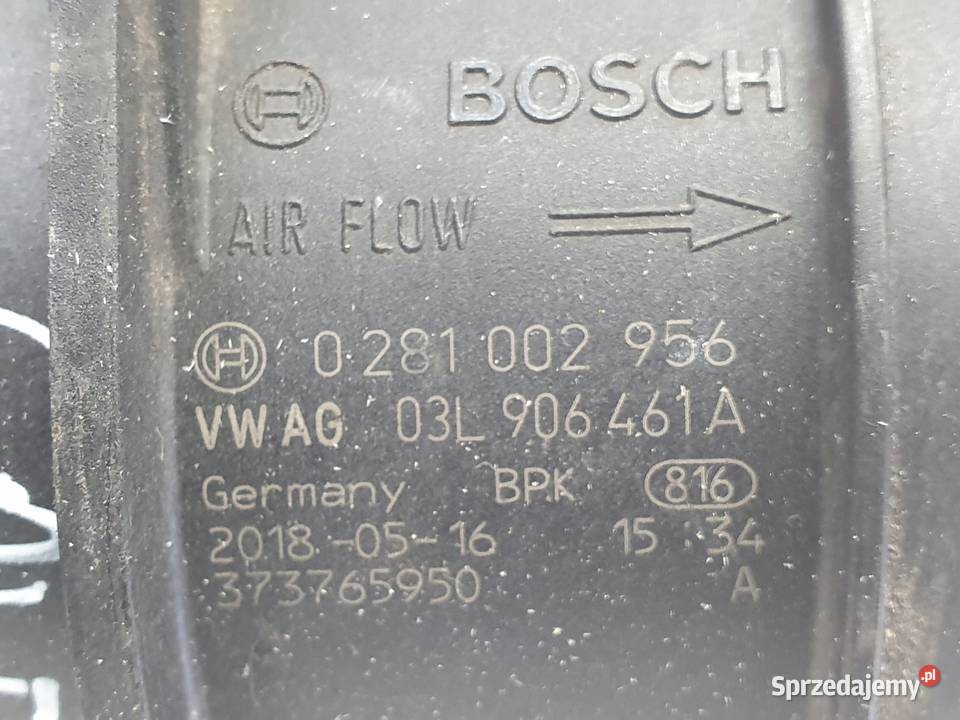 BOSCH
AIR FLOW
0 281 002 956
VW AG 03L 906 461 A
Germany BPK 816
2018-05-16 15:34
373765950 A
Sprzedajemy.pl